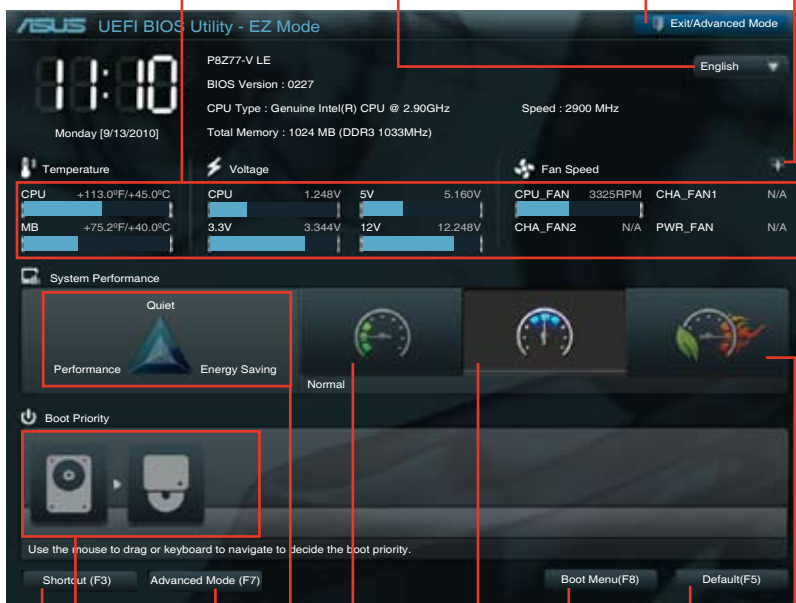 ASUS UEFI BIOS Utility - EZ Mode
Exit/Advanced Mode
11:10
Monday [9/13/2010]
P8Z77-V LE
BIOS Version : 0227
CPU Type : Genuine Intel(R) CPU @ 2.90GHz Speed : 2900 MHz
Total Memory : 1024 MB (DDR3 1033MHz)
English
Temperature
CPU +113.0ºF/+45.0ºC
MB +75.2ºF/+40.0ºC
Voltage
CPU 1.248V 5V 5.160V
3.3V 3.344V 12V 12.248V
Fan Speed
CPU_FAN 3325RPM CHA_FAN1 N/A
CHA_FAN2 N/A PWR_FAN N/A
System Performance
Quiet
Performance Energy Saving
Normal
Boot Priority
Use the mouse to drag or keyboard to navigate to decide the boot priority.
Shortcut (F3) Advanced Mode (F7) Boot Menu(F8) Default(F5)